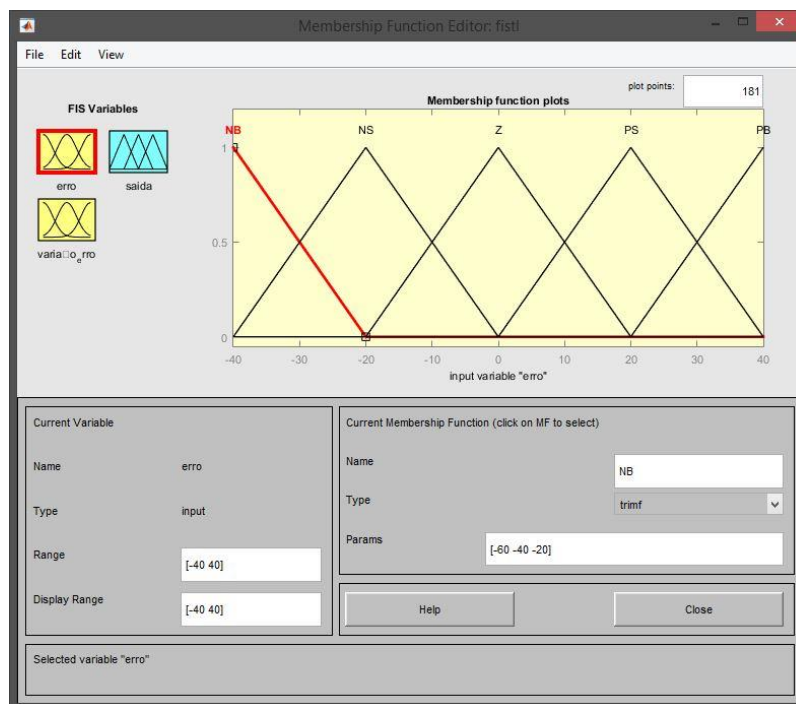 Membership Function Editor: fistl
File Edit View
FIS Variables
erro
saida
varia□o_erro
plot points:
181
Membership function plots
NB NS Z PS PB
1
0.5
0
-40 -30 -20 -10 0 10 20 30 40
input variable "erro"
Current Variable
Name erro
Type input
Range [-40 40]
Display Range [-40 40]
Current Membership Function (click on MF to select)
Name NB
Type trimf
Params [-60 -40 -20]
Help Close
Selected variable "erro"